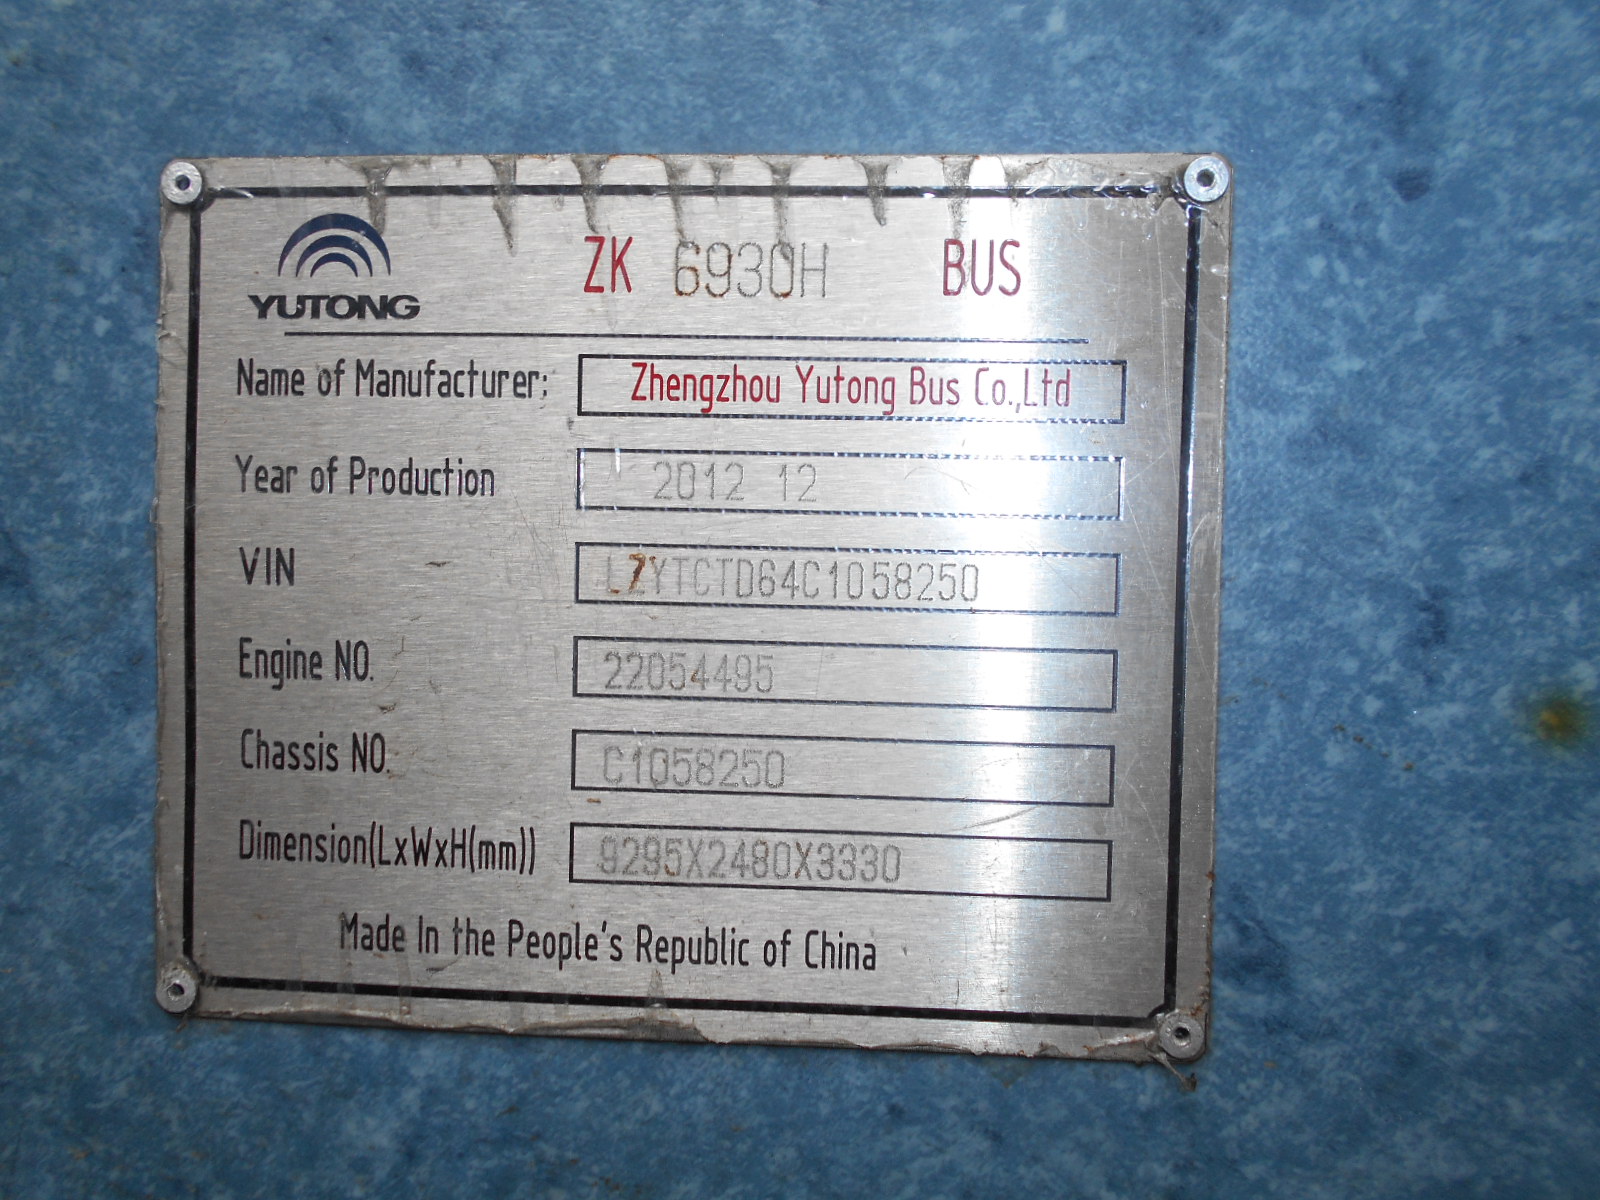 YUTONG
ZK 6930H BUS
Name of Manufacturer: Zhengzhou Yutong Bus Co.,Ltd
Year of Production 2012 12
VIN LZYTCTD64C1058250
Engine NO. 22054495
Chassis NO. C1058250
Dimension(LxWxH(mm)) 9295X2480X3330
Made In the People's Republic of China